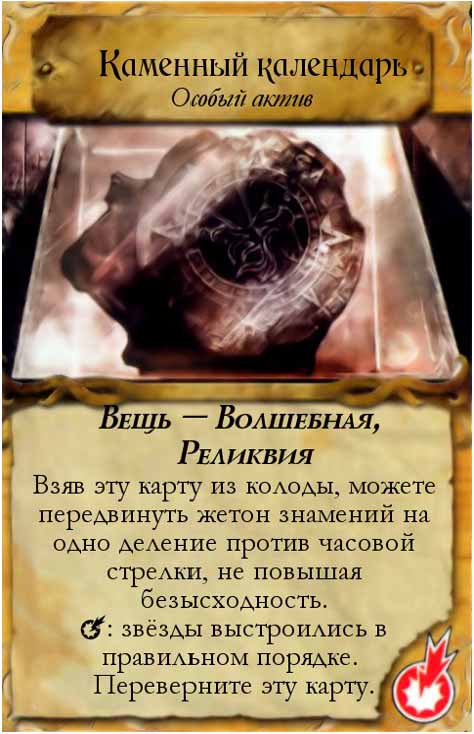 Каменный календарь
Особый актив
Вещь — Волшебная,
Реликвия
Взяв эту карту из колоды, можете
передвинуть жетон знамений на
одно деление против часовой
стрелки, не повышая
безысходность.
: звёзды выстроились в
правильном порядке.
Переверните эту карту.